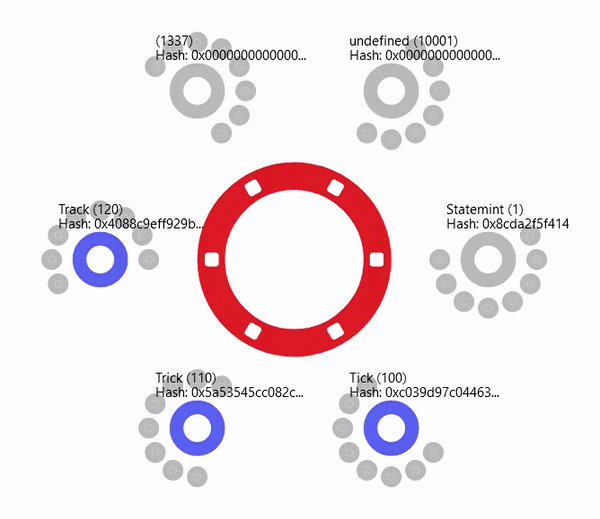 (1337)
Hash: 0x0000000000000...
undefined (10001)
Hash: 0x0000000000000...
Track (120)
Hash: 0x4088c9eff929b...
Statemint (1)
Hash: 0x8cda2f5f414
Trick (110)
Hash: 0x5a53545cc082c...
Tick (100)
Hash: 0xc039d97c04463...